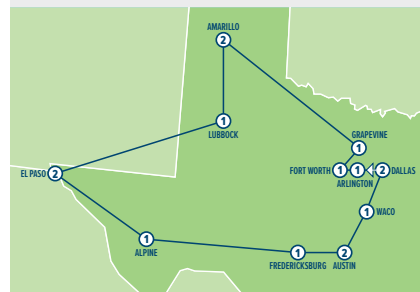 AMARILLO
2
1
LUBBOCK
GRAPEVINE
1
FORT WORTH 1 1 2 DALLAS
ARLINGTON
EL PASO 2
1 WACO
1
ALPINE
1 2
FREDERICKSBURG AUSTIN